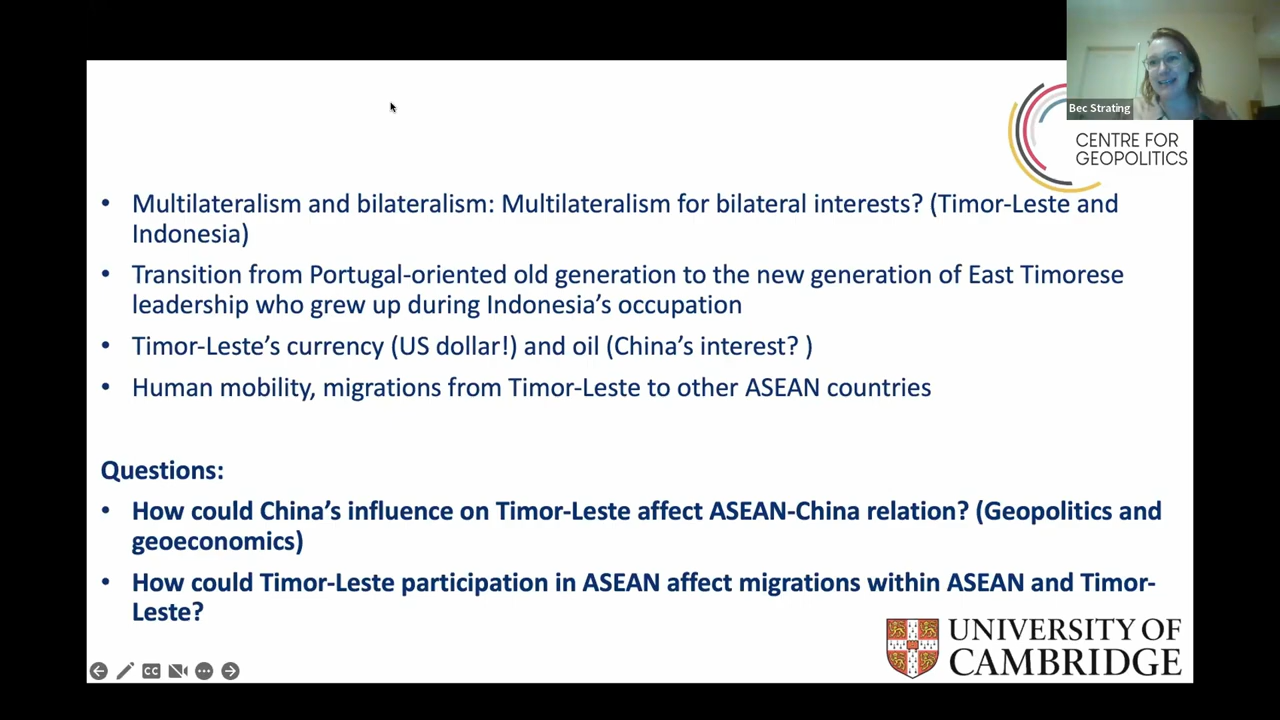 Bec Strating
CENTRE FOR
GEOPOLITICS
• Multilateralism and bilateralism: Multilateralism for bilateral interests? (Timor-Leste and
Indonesia)
• Transition from Portugal-oriented old generation to the new generation of East Timorese
leadership who grew up during Indonesia’s occupation
• Timor-Leste’s currency (US dollar!) and oil (China’s interest? )
• Human mobility, migrations from Timor-Leste to other ASEAN countries
Questions:
• How could China’s influence on Timor-Leste affect ASEAN-China relation? (Geopolitics and
geoeconomics)
• How could Timor-Leste participation in ASEAN affect migrations within ASEAN and Timor-
Leste?
UNIVERSITY OF
CAMBRIDGE
CC